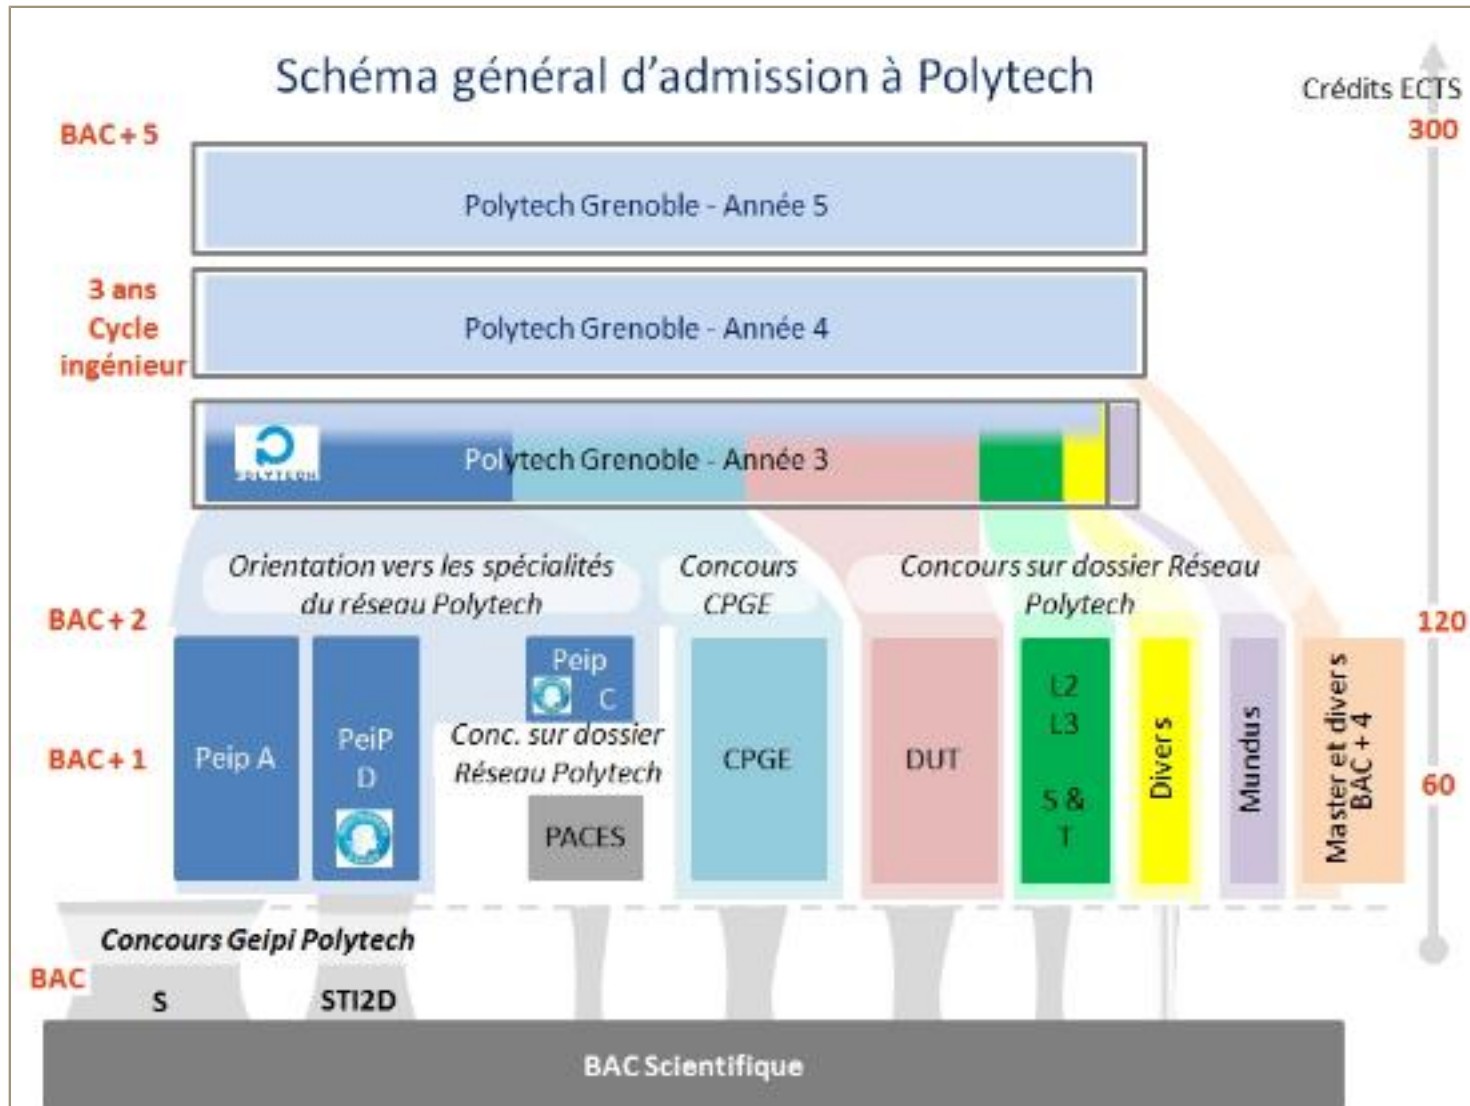 Schéma général d'admission à Polytech
Crédits ECTS
BAC + 5
300
Polytech Grenoble - Année 5
3 ans
Cycle
ingénieur
Polytech Grenoble - Année 4
POLYTECH
Polytech Grenoble - Année 3
Orientation vers les spécialités
du réseau Polytech
Concours
CPGE
Concours sur dossier Réseau
Polytech
BAC + 2
120
Peip A
PeiP
D
Peip
C
Conc. sur dossier
Réseau Polytech
PACES
CPGE
DUT
L2
L3
S &
T
Divers
Mundus
Master et divers
BAC + 4
BAC + 1
60
Concours Geipi Polytech
BAC
S
STI2D
BAC Scientifique